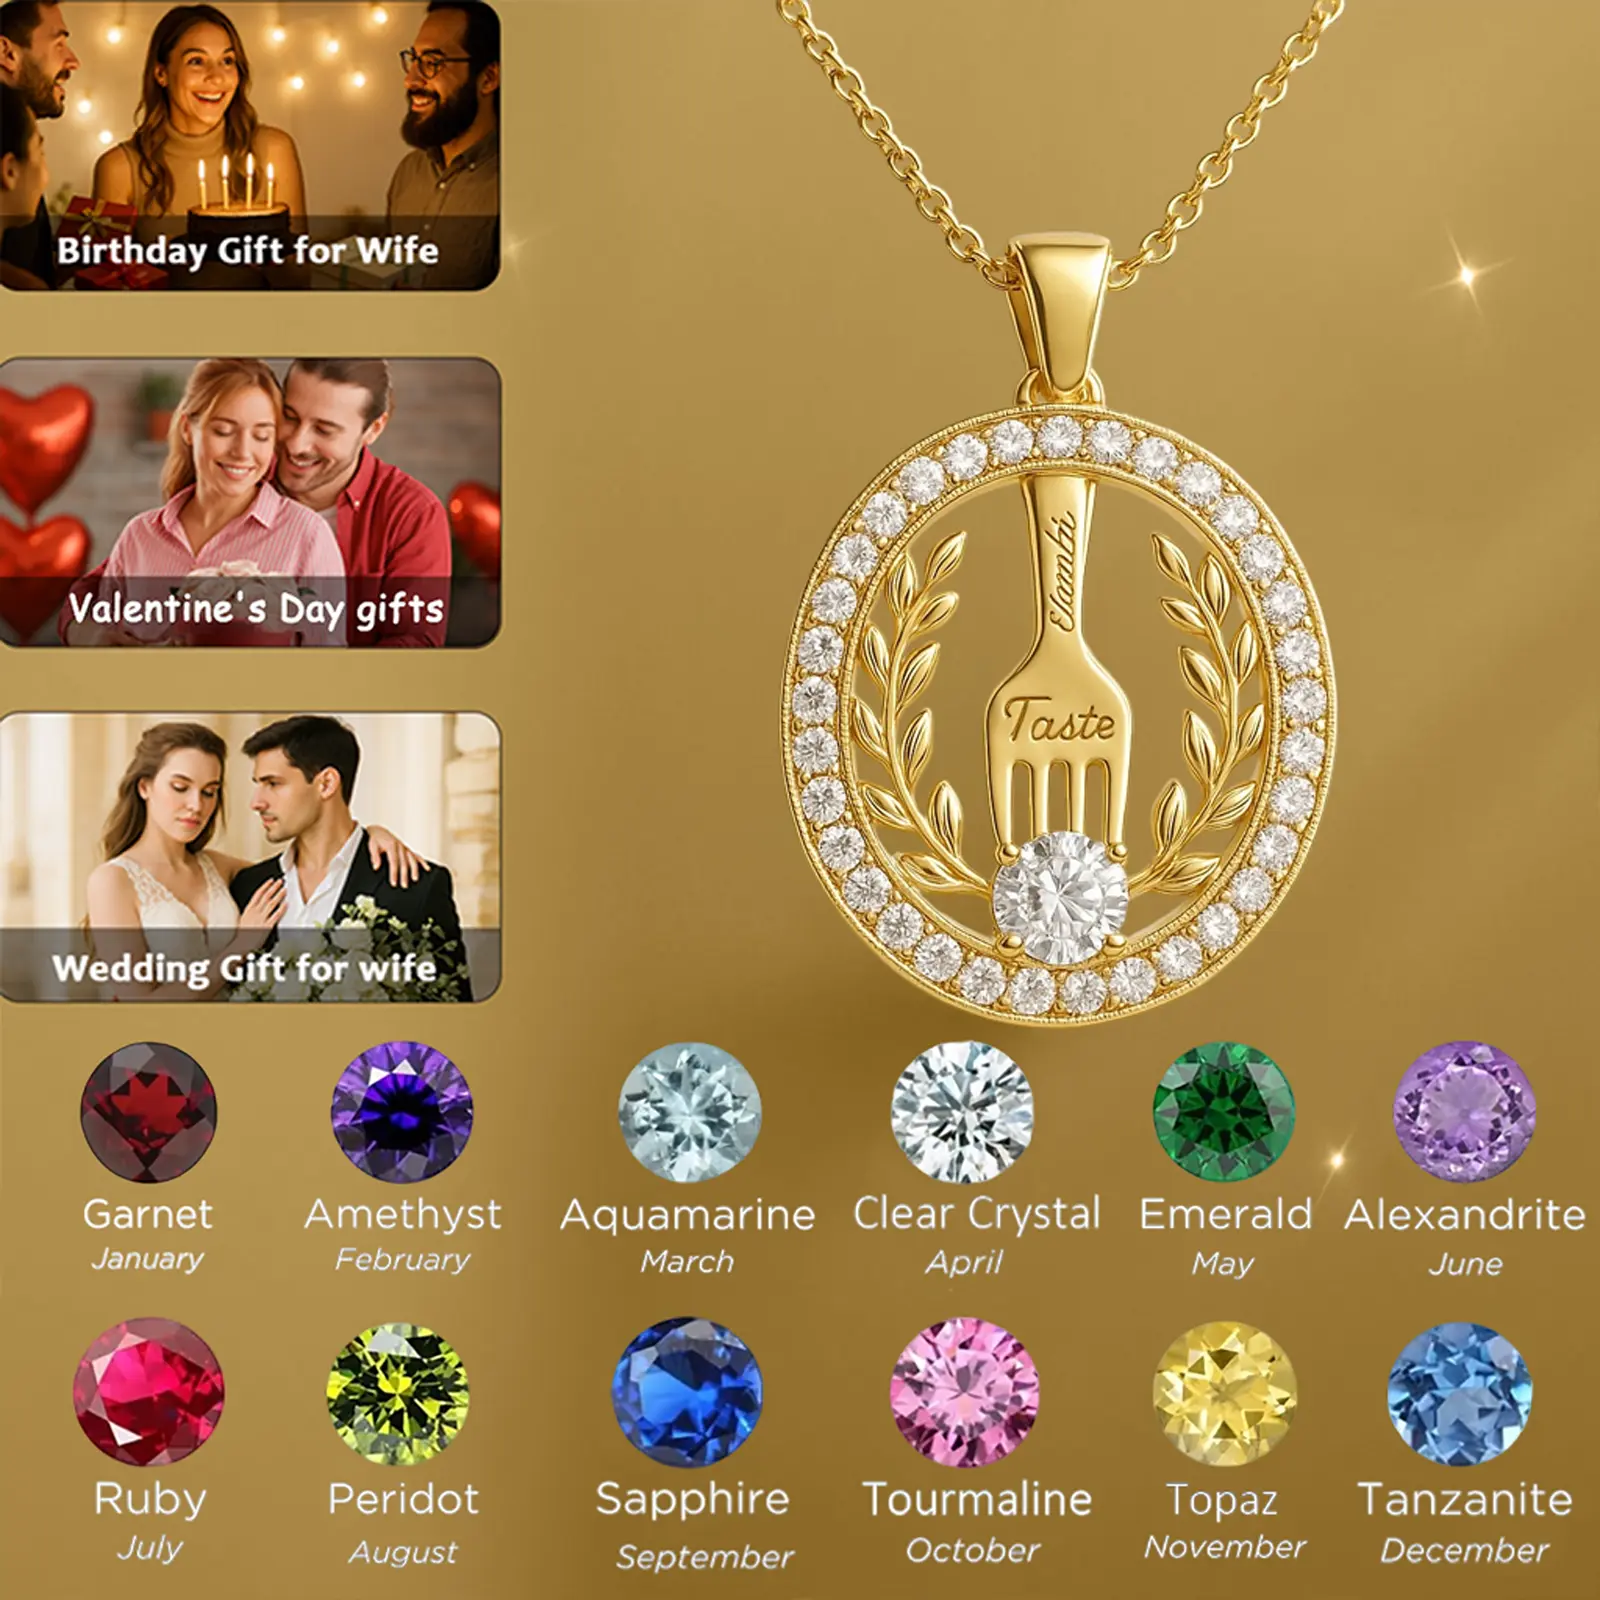 Birthday Gift for Wife
Valentine's Day gifts
Wedding Gift for wife
Elambi
Taste
Garnet
January
Amethyst
February
Aquamarine
March
Clear Crystal
April
Emerald
May
Alexandrite
June
Ruby
July
Peridot
August
Sapphire
September
Tourmaline
October
Topaz
November
Tanzanite
December